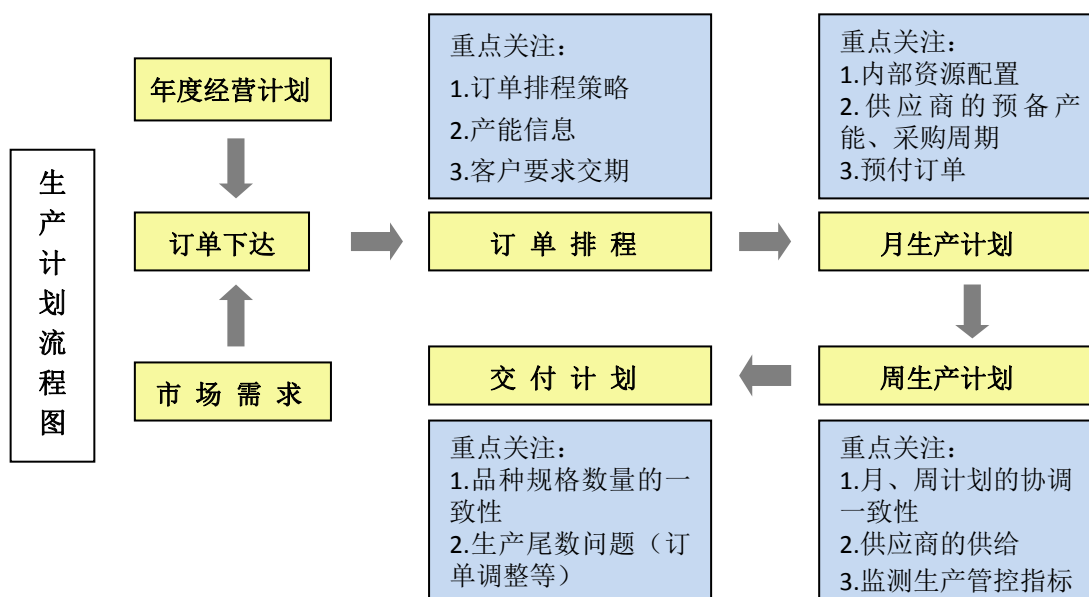 生产计划流程图
年度经营计划
订单下达
市 场 需 求
重点关注：
1.订单排程策略
2.产能信息
3.客户要求交期
订 单 排 程
重点关注：
1.内部资源配置
2.供应商的预备产
能、采购周期
3.预付订单
月生产计划
周生产计划
重点关注：
1.月、周计划的协调
一致性
2.供应商的供给
3.监测生产管控指标
交 付 计 划
重点关注：
1.品种规格数量的一
致性
2.生产尾数问题（订
单调整等）